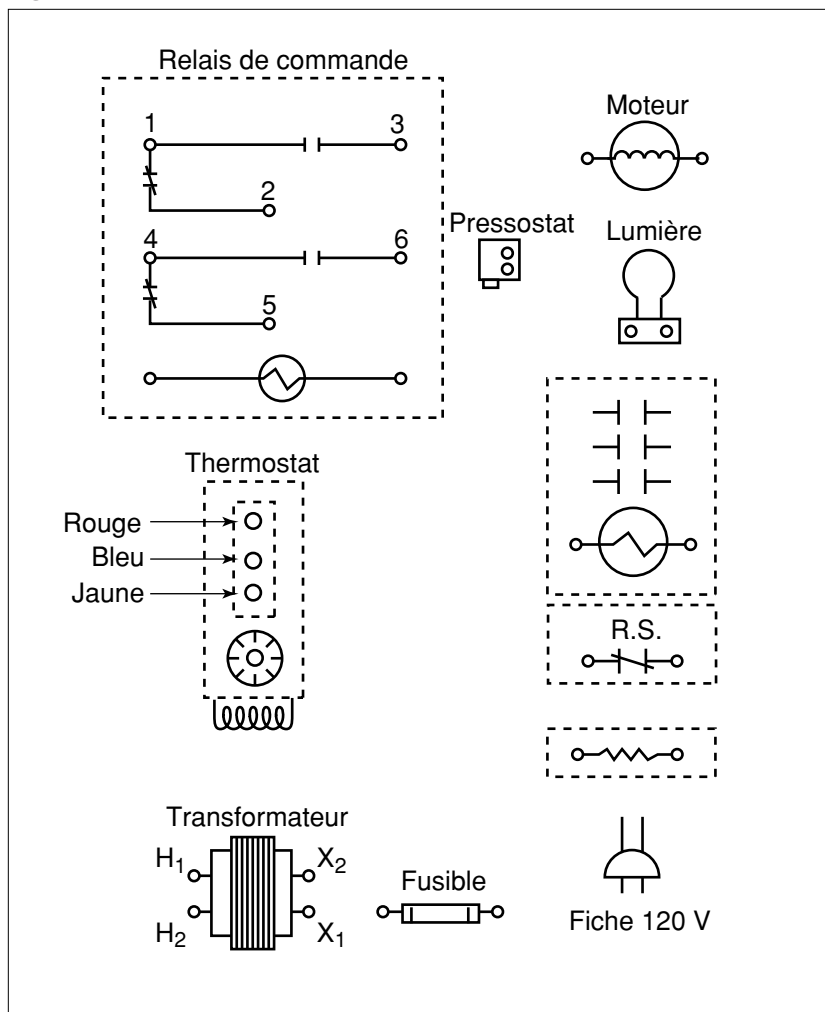 Relais de commande
1
3
2
4
6
5
Moteur
Pressostat
Lumière
Thermostat
Rouge
Bleu
Jaune
R.S.
Transformateur
H1
X2
H2
X1
Fusible
Fiche 120 V